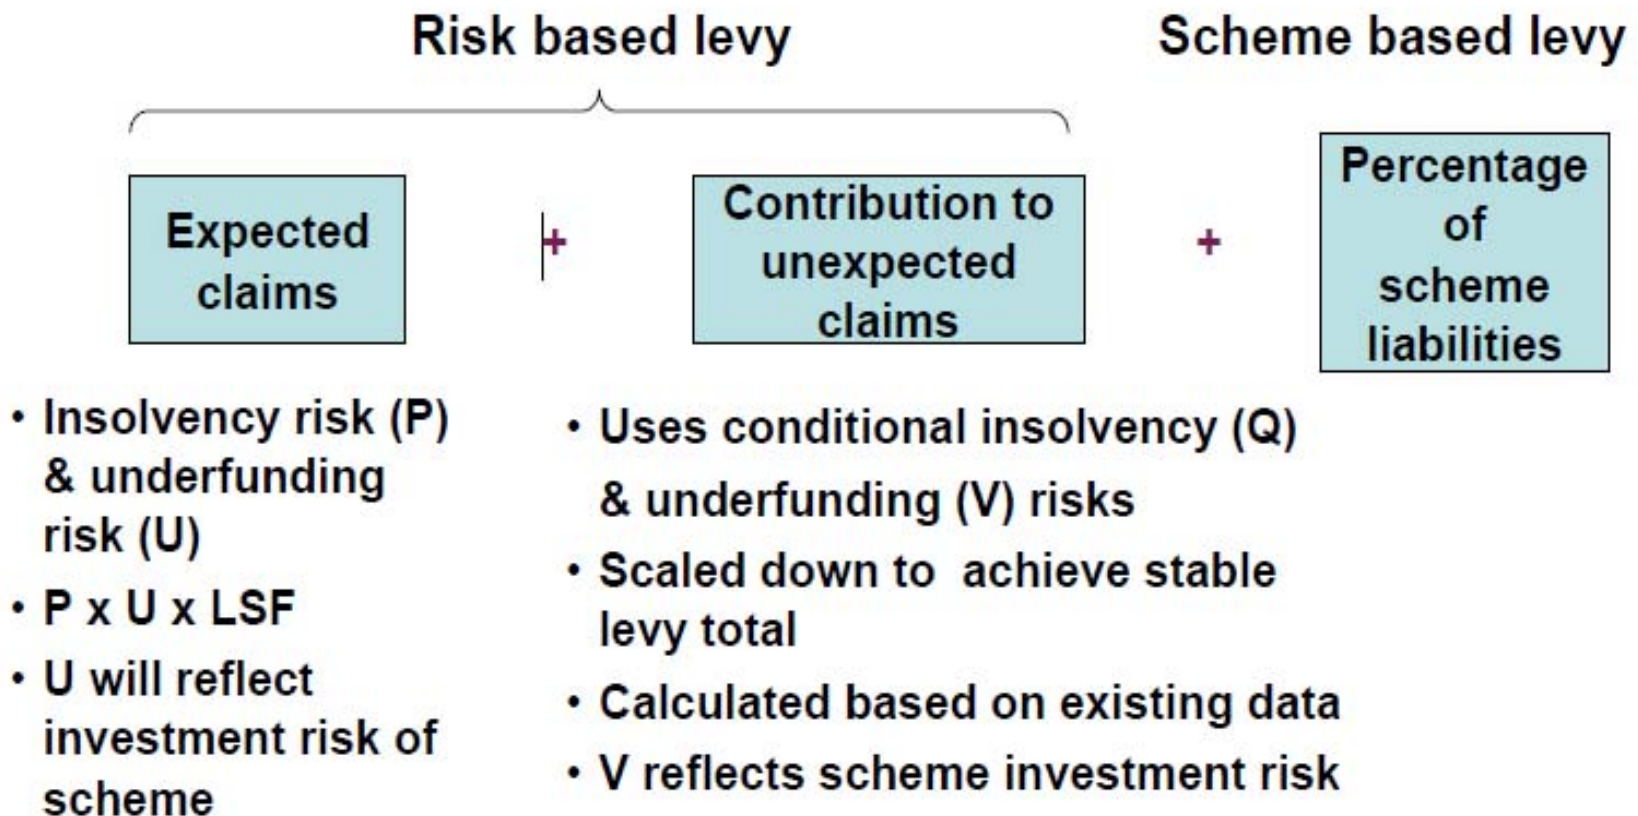 Risk based levy
Scheme based levy
Expected
claims
+
Contribution to
unexpected
claims
+
Percentage
of
scheme
liabilities
• Insolvency risk (P)
& underfunding
risk (U)
• P x U x LSF
• U will reflect
investment risk of
scheme
• Uses conditional insolvency (Q)
& underfunding (V) risks
• Scaled down to achieve stable
levy total
• Calculated based on existing data
• V reflects scheme investment risk